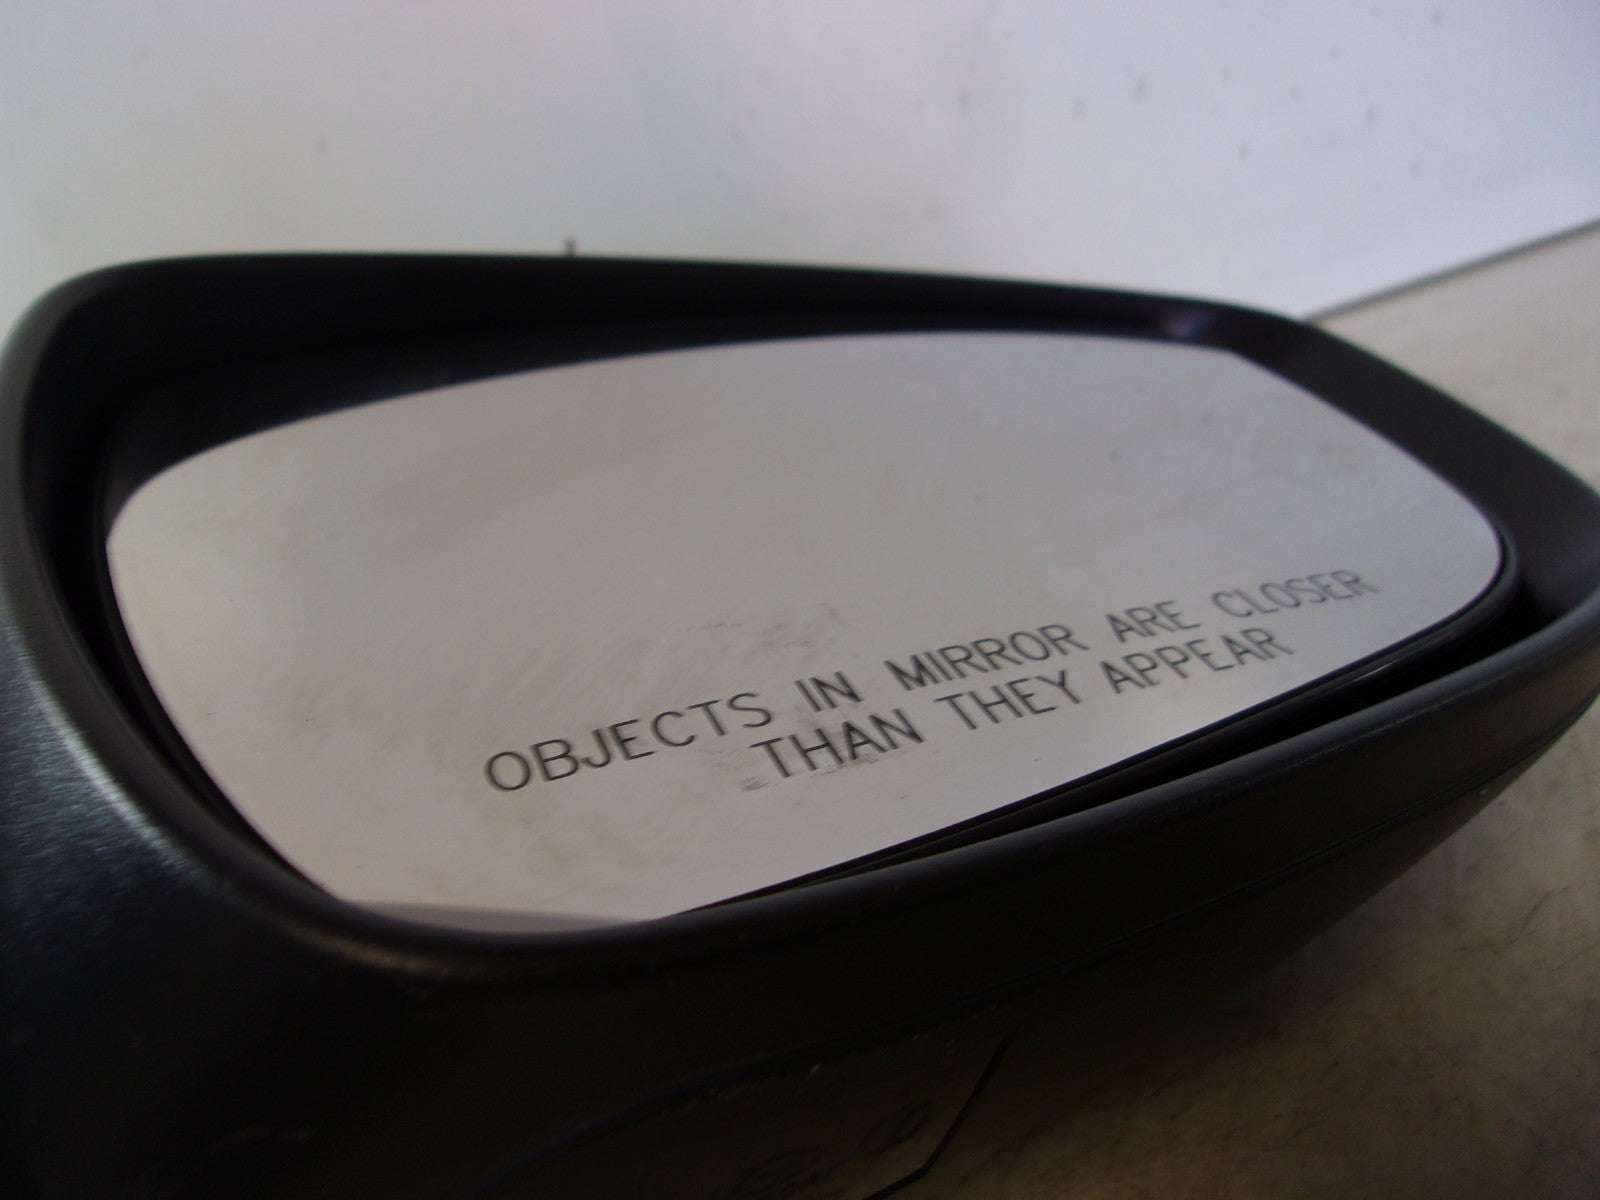 OBJECTS IN MIRROR ARE CLOSER
THAN THEY APPEAR